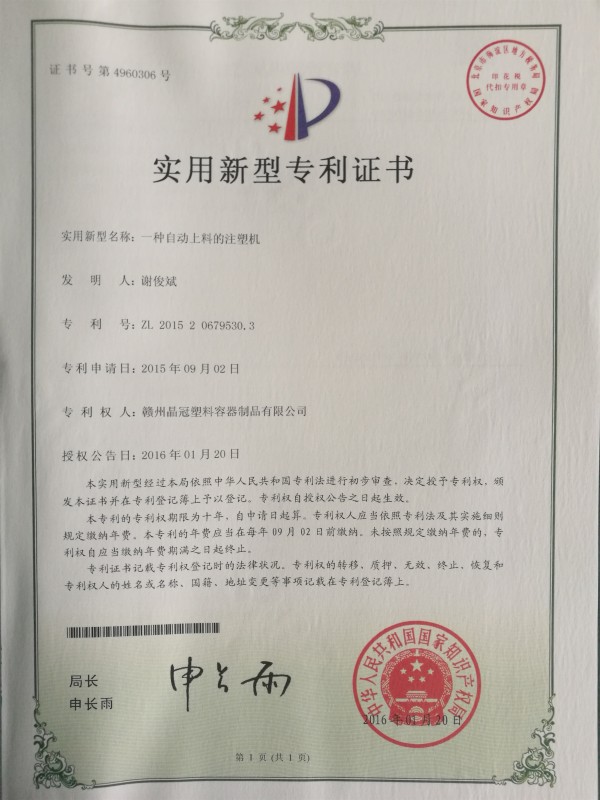 证书号第4960306号
印花税
代扣专用章
国家知识产权局
实用新型专利证书
实用新型名称：一种自动上料的注塑机
发明人：谢俊斌
专利号：ZL 2015 2 0679530.3
专利申请日：2015年09月02日
专利权人：赣州晶冠塑料容器制品有限公司
授权公告日：2016年01月20日
本实用新型经过本局依照中华人民共和国专利法进行初步审查，决定授予专利权，颁
发本证书并在专利登记簿上予以登记。专利权自授权公告之日起生效。
本专利的专利权期限为十年，自申请日起算。专利权人应当依照专利法及其实施细则
规定缴纳年费。本专利的年费应当在每年09月02日前缴纳。未按照规定缴纳年费的，专
利权自应当缴纳年费期满之日起终止。
专利证书记载专利权登记时的法律状况。专利权的转移、质押、无效、终止、恢复和
专利权人的姓名或名称、国籍、地址变更等事项记载在专利登记簿上。
局长
申长雨
申长雨
中华人民共和国国家知识产权局
2016年01月20日
第1页(共1页)